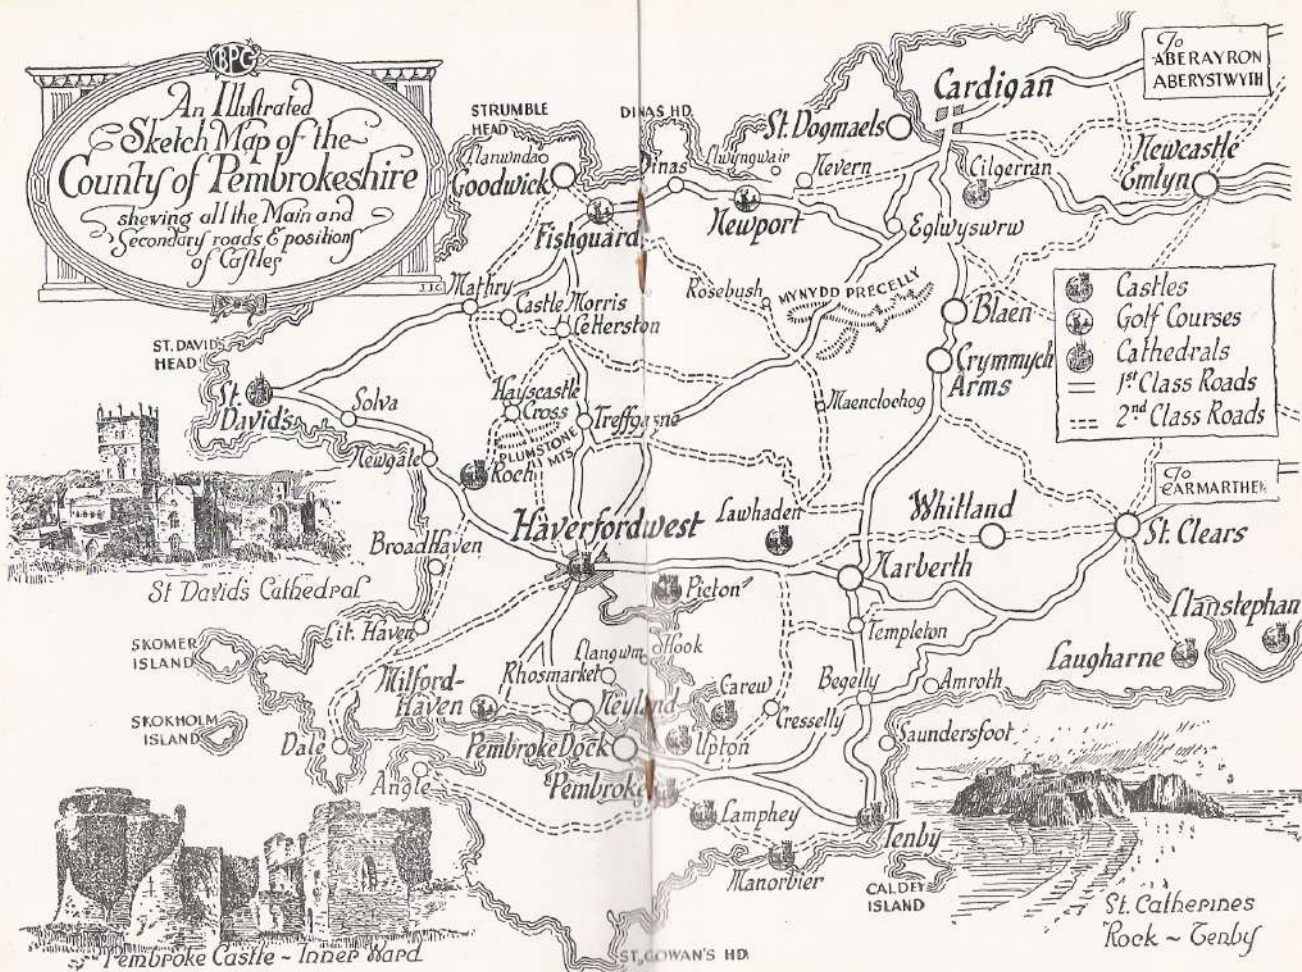 BPC
An Illustrated
Sketch Map of the
County of Pembrokeshire
shewing all the Main and
Secondary roads & positions
of Castles
S.J.C.
To
ABERAYRON
ABERYSTWYTH
Cardigan
STRUMBLE
HEAD
DINAS HD.
St. Dogmaels
Llanwnda
Goodwick
Dinas
Llwyngwair
Nevern
Cilgerran
Newcastle
Emlyn
Fishguard
Newport
Eglwyswrw
Mathry
Castle Morris
Letterston
Rosebush
MYNYDD PRECELLY
Blaen
Castles
Golf Courses
Cathedrals
1st Class Roads
2nd Class Roads
ST. DAVIDS
HEAD
St.
David's
Solva
Hayscastle
Cross
Treffgarne
Maenclochog
Crymmych
Arms
PLUMSTONE
MTS.
Newgale
Roch
To
CARMARTHEN
Haverfordwest
Lawhaden
Whitland
St. Clears
Broad Haven
St Davids Cathedral
Picton
Narberth
Llanstephan
SKOMER
ISLAND
Lit. Haven
Llangwm
Hook
Templeton
Laugharne
Milford-
Haven
Rhosmarket
Neyland
Carew
Cresselly
Begelly
Amroth
SKOKHOLM
ISLAND
Dale
Pembroke Dock
Upton
Saundersfoot
Angle
Pembroke
Lamphey
Tenby
Manorbier
CALDEY
ISLAND
St. Catherines
Rock ~ Tenby
Pembroke Castle ~ Inner Ward
ST. GOWAN'S HD.